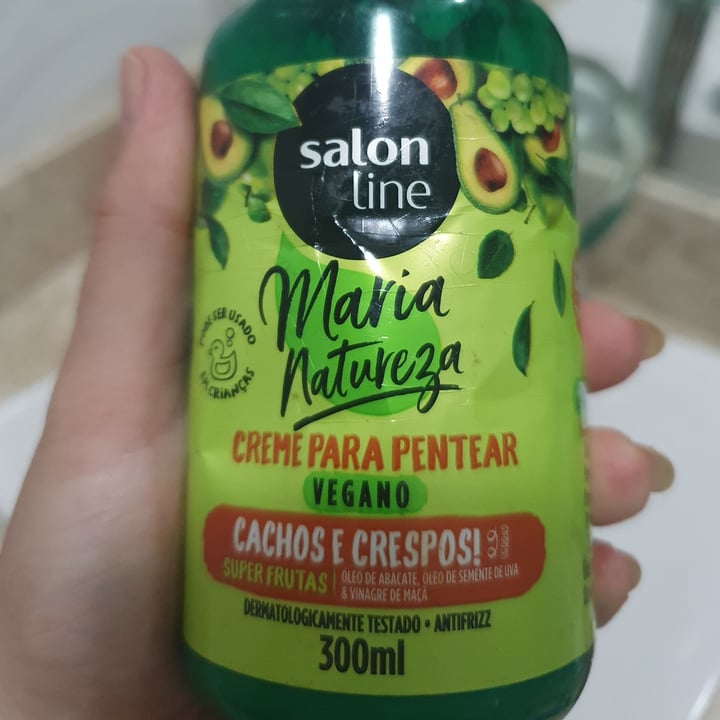 salon
line
Maria
Natureza
PODE SER USADO
EM CRIANÇAS
CREME PARA PENTEAR
VEGANO
CACHOS E CRESPOS!
SUPER FRUTAS
ÓLEO DE ABACATE, ÓLEO DE SEMENTE DE UVA
& VINAGRE DE MAÇÃ
DERMATOLOGICAMENTE TESTADO • ANTIFRIZZ
300ml